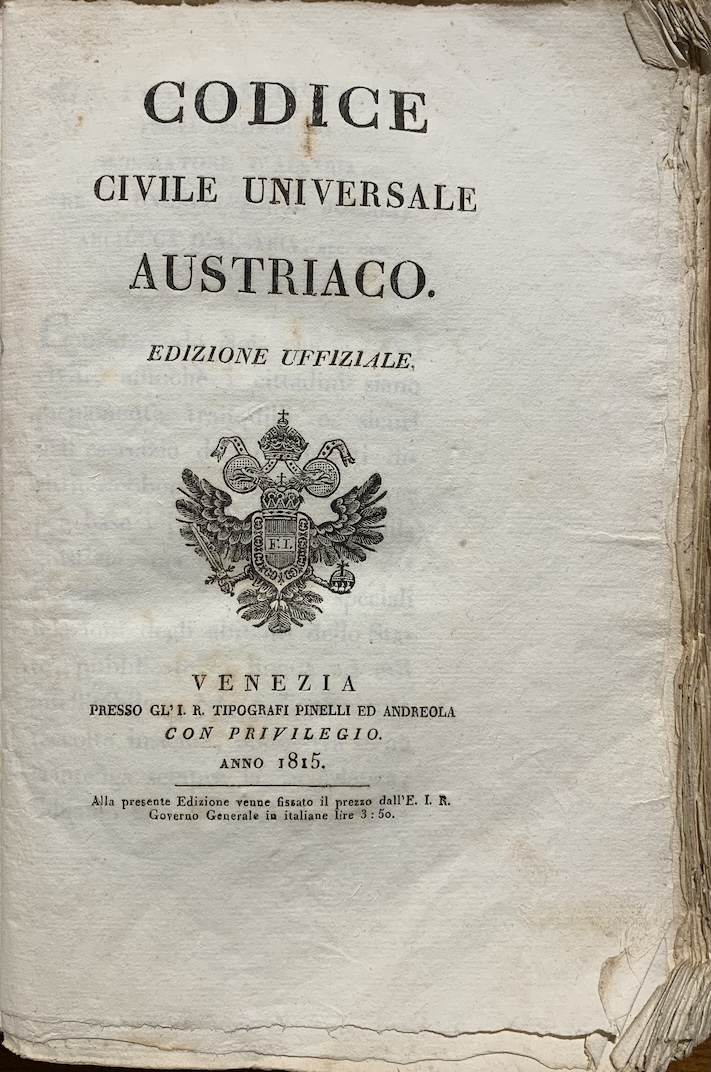 CODICE
CIVILE UNIVERSALE
AUSTRIACO.
EDIZIONE UFFIZIALE,
F. I.
VENEZIA
PRESSO GL' I. R. TIPOGRAFI PINELLI ED ANDREOLA
CON PRIVILEGIO.
ANNO 1815.
Alla presente Edizione venne fissato il prezzo dall'E. I. R.
Governo Generale in italiane lire 3 : 50.